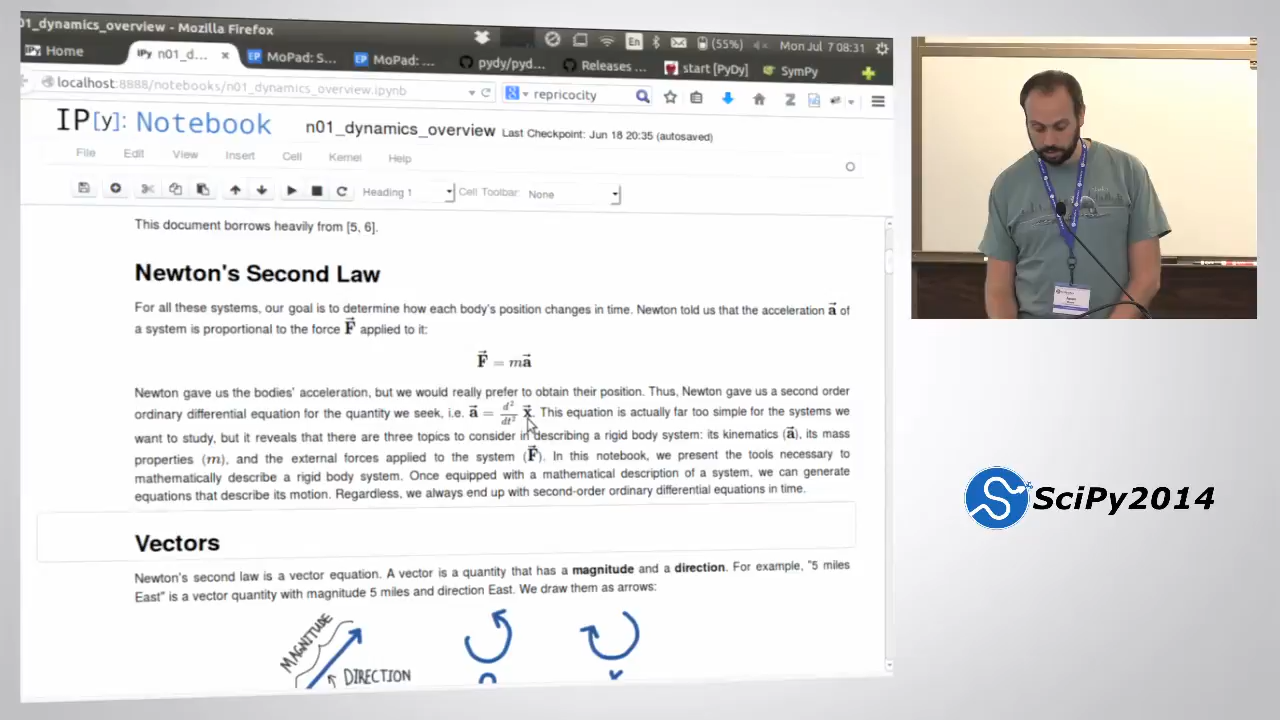 01_dynamics_overview - Mozilla Firefox
En (55%) Mon Jul 7 08:31
IPy Home
IPy n01_d... ×
EP MoPad: S...
EP MoPad: ...
pydy/pyd...
Releases ...
start [PyDy]
SymPy
localhost:8888/notebooks/n01_dynamics_overview.ipynb
repricocity
IP[y]: Notebook n01_dynamics_overview Last Checkpoint: Jun 18 20:35 (autosaved)
File Edit View Insert Cell Kernel Help
Heading 1 Cell Toolbar: None
This document borrows heavily from [5, 6].
Newton's Second Law
For all these systems, our goal is to determine how each body's position changes in time. Newton told us that the acceleration a⃗ of
a system is proportional to the force F⃗ applied to it:
F⃗ = ma⃗
Newton gave us the bodies' acceleration, but we would really prefer to obtain their position. Thus, Newton gave us a second order
ordinary differential equation for the quantity we seek, i.e. a⃗ = d²/dt² x⃗. This equation is actually far too simple for the systems we
want to study, but it reveals that there are three topics to consider in describing a rigid body system: its kinematics (a⃗), its mass
properties (m), and the external forces applied to the system (F⃗). In this notebook, we present the tools necessary to
mathematically describe a rigid body system. Once equipped with a mathematical description of a system, we can generate
equations that describe its motion. Regardless, we always end up with second-order ordinary differential equations in time.
Vectors
Newton's second law is a vector equation. A vector is a quantity that has a magnitude and a direction. For example, "5 miles
East" is a vector quantity with magnitude 5 miles and direction East. We draw them as arrows:
MAGNITUDE
DIRECTION
SciPy2014